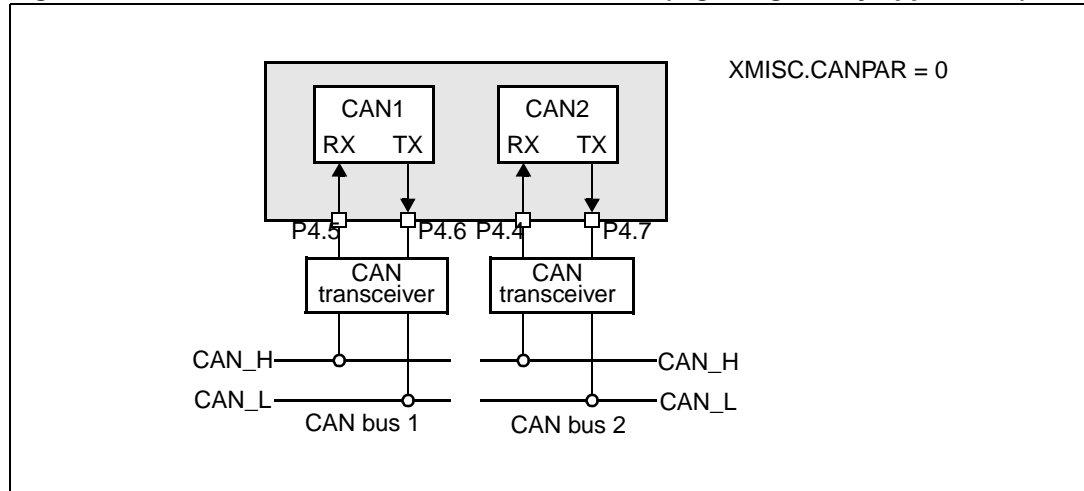 XMISC.CANPAR = 0
CAN1 CAN2
RX TX RX TX
P4.5 P4.6 P4.4 P4.7
CAN CAN
transceiver transceiver
CAN_H CAN_H
CAN_L CAN_L
CAN bus 1 CAN bus 2